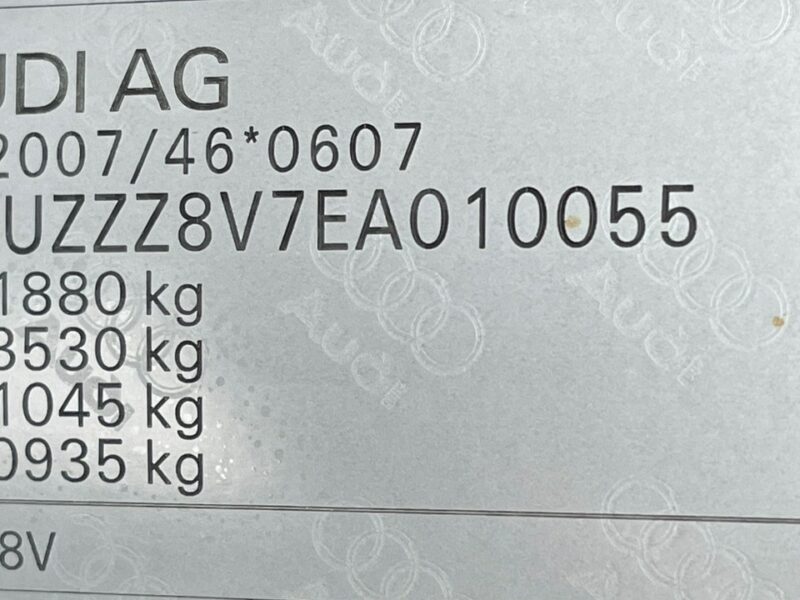 UDI AG
2007/46*0607
UZZZ8V7EA010055
1880 kg
3530 kg
1045 kg
0935 kg
8V